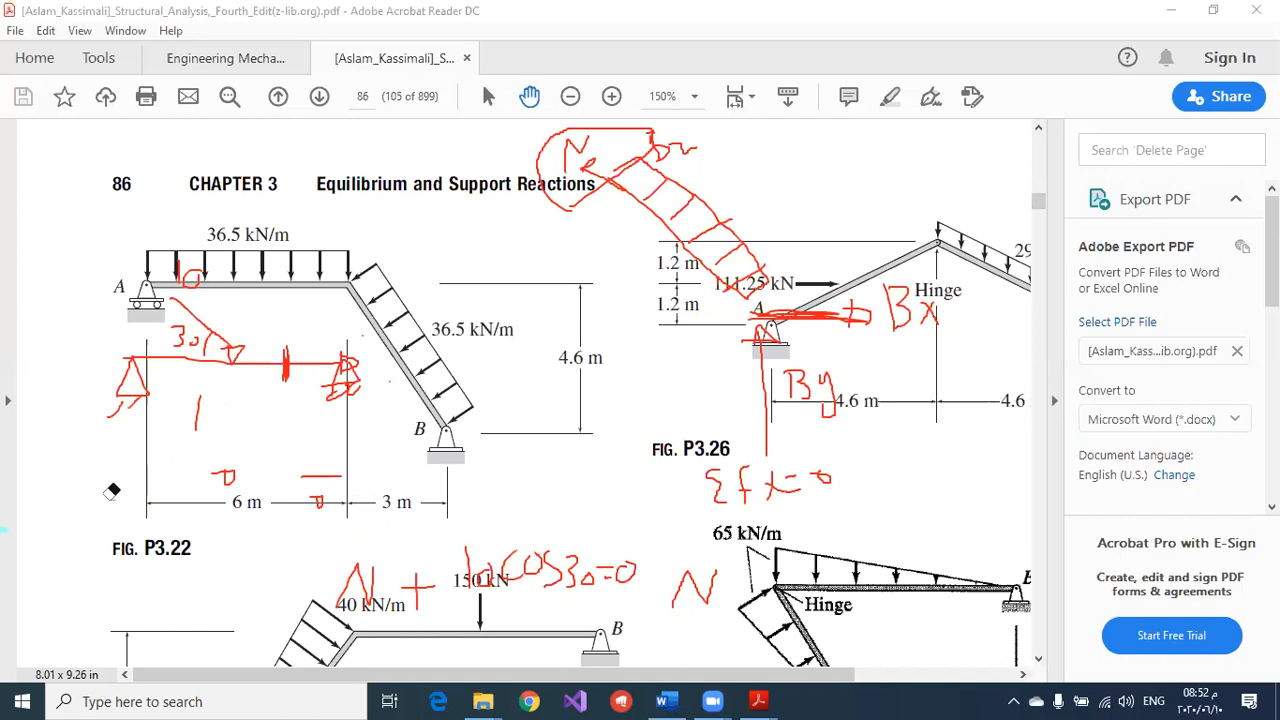 [Aslam_Kassimali]_Structural_Analysis,_Fourth_Edit(z-lib.org).pdf - Adobe Acrobat Reader DC
File Edit View Window Help
Home Tools Engineering Mecha... [Aslam_Kassimali]_S... × Sign In
86 (105 of 899) 150% Share
86 CHAPTER 3 Equilibrium and Support Reactions
N
36.5 kN/m
A
10
30
36.5 kN/m
4.6 m
B
6 m 3 m
FIG. P3.22
1.2 m
1.2 m
111.25 kN
29
Hinge
A
Bx
By
4.6 m 4.6
FIG. P3.26
Σfx=0
N + 10cos30=0 N
150 kN
40 kN/m
B
65 kN/m
Hinge
B
8.01 x 9.26 in
Search 'Delete Page'
Export PDF
Adobe Export PDF
Convert PDF Files to Word
or Excel Online
Select PDF File
[Aslam_Kass...ib.org).pdf ×
Convert to
Microsoft Word (*.docx)
Document Language:
English (U.S.) Change
Acrobat Pro with E-Sign
Create, edit and sign PDF
forms & agreements
Start Free Trial
Type here to search
ENG
08:52 م
٢٠٢٠/٠٦/١٠